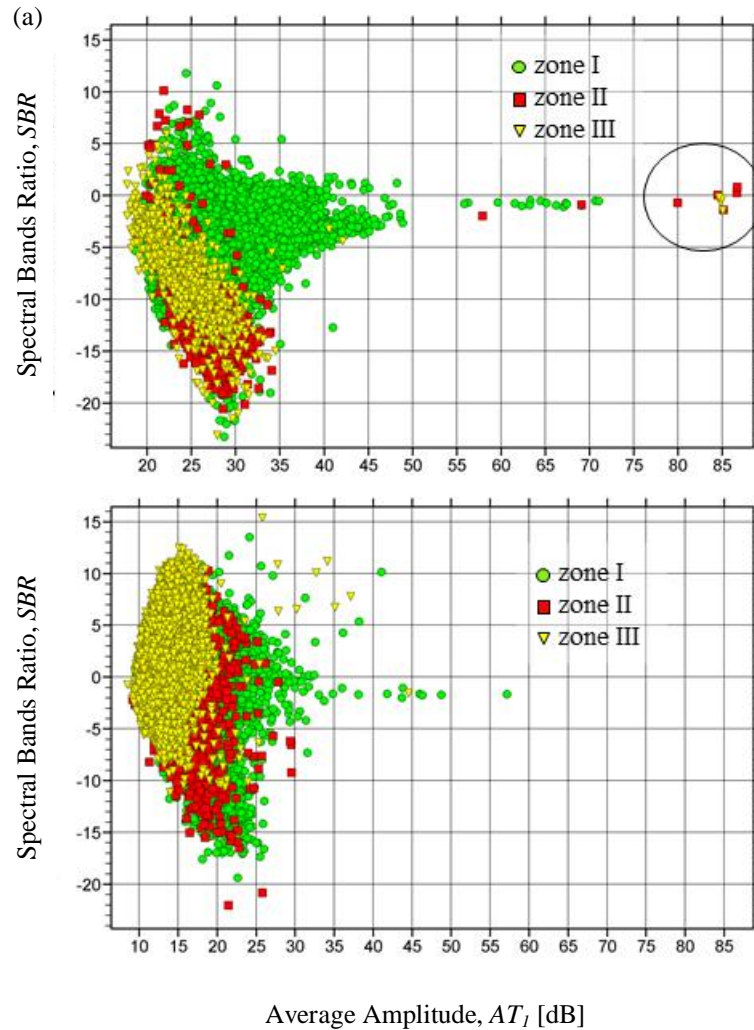 (a)
15
10
5
0
-5
-10
-15
-20
Spectral Bands Ratio, SBR
zone I
zone II
zone III
20 25 30 35 40 45 50 55 60 65 70 75 80 85
15
10
5
0
-5
-10
-15
-20
Spectral Bands Ratio, SBR
zone I
zone II
zone III
10 15 20 25 30 35 40 45 50 55 60 65 70 75 80 85
Average Amplitude, AT₁ [dB]